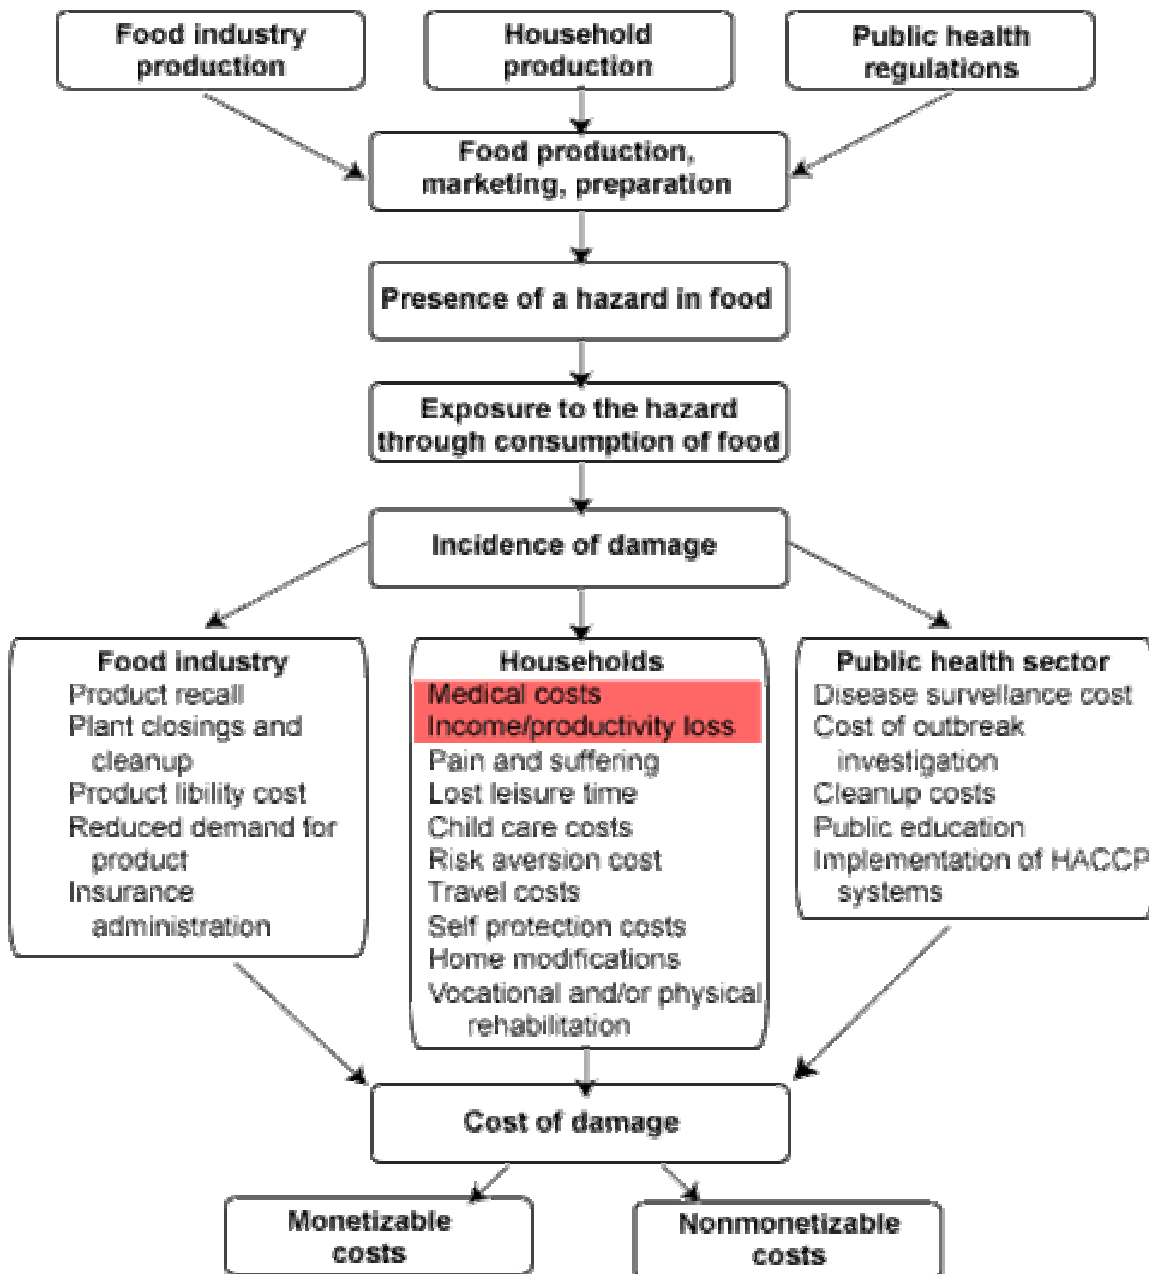 Food industry
production
Household
production
Public health
regulations
Food production,
marketing, preparation
Presence of a hazard in food
Exposure to the hazard
through consumption of food
Incidence of damage
Food industry
Product recall
Plant closings and
cleanup
Product libility cost
Reduced demand for
product
Insurance
administration
Households
Medical costs
Income/productivity loss
Pain and suffering
Lost leisure time
Child care costs
Risk aversion cost
Travel costs
Self protection costs
Home modifications
Vocational and/or physical
rehabilitation
Public health sector
Disease survellance cost
Cost of outbreak
investigation
Cleanup costs
Public education
Implementation of HACCP
systems
Cost of damage
Monetizable
costs
Nonmonetizable
costs